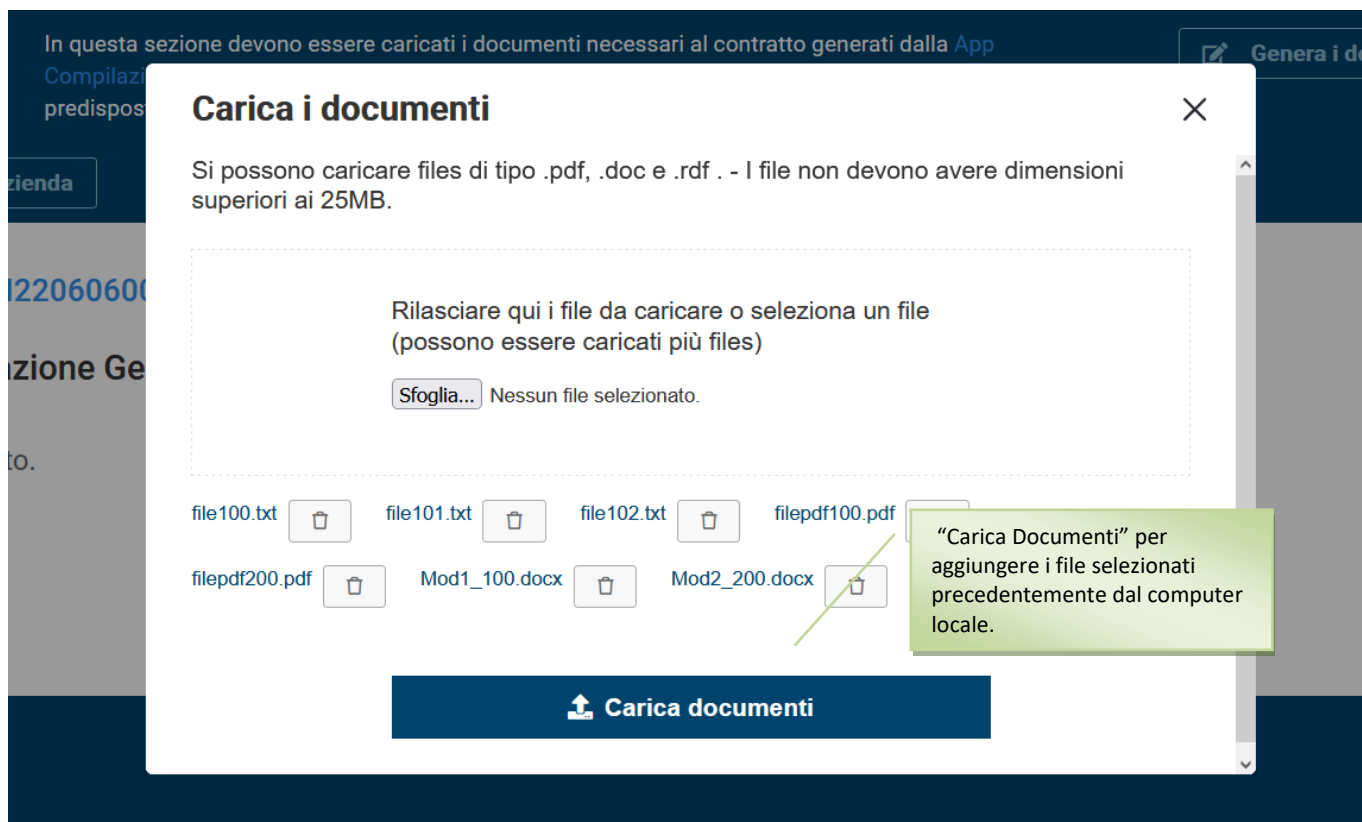 In questa sezione devono essere caricati i documenti necessari al contratto generati dalla App
Compilazi
predispos
Genera i d
zienda
Carica i documenti
Si possono caricare files di tipo .pdf, .doc e .rdf . - I file non devono avere dimensioni
superiori ai 25MB.
122060600
azione Ge
to.
Rilasciare qui i file da caricare o seleziona un file
(possono essere caricati più files)
Sfoglia... Nessun file selezionato.
file100.txt file101.txt file102.txt filepdf100.pdf
filepdf200.pdf Mod1_100.docx Mod2_200.docx
“Carica Documenti” per
aggiungere i file selezionati
precedentemente dal computer
locale.
Carica documenti